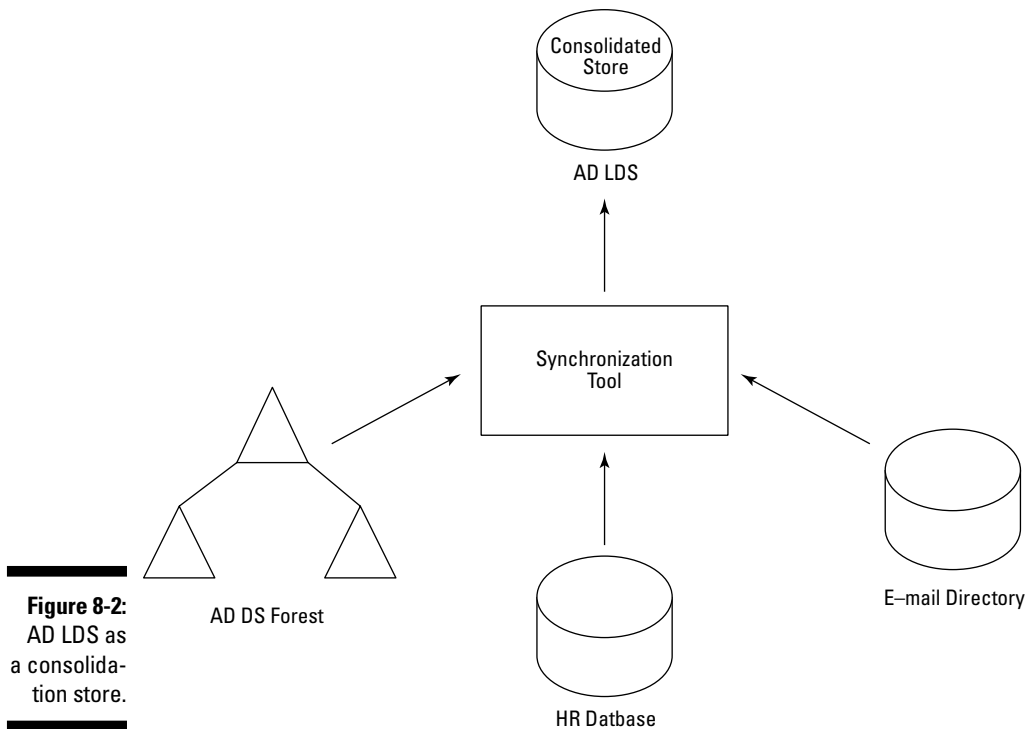 Consolidated
Store
AD LDS
Synchronization
Tool
AD DS Forest
HR Datbase
E–mail Directory
Figure 8-2:
AD LDS as
a consolida-
tion store.